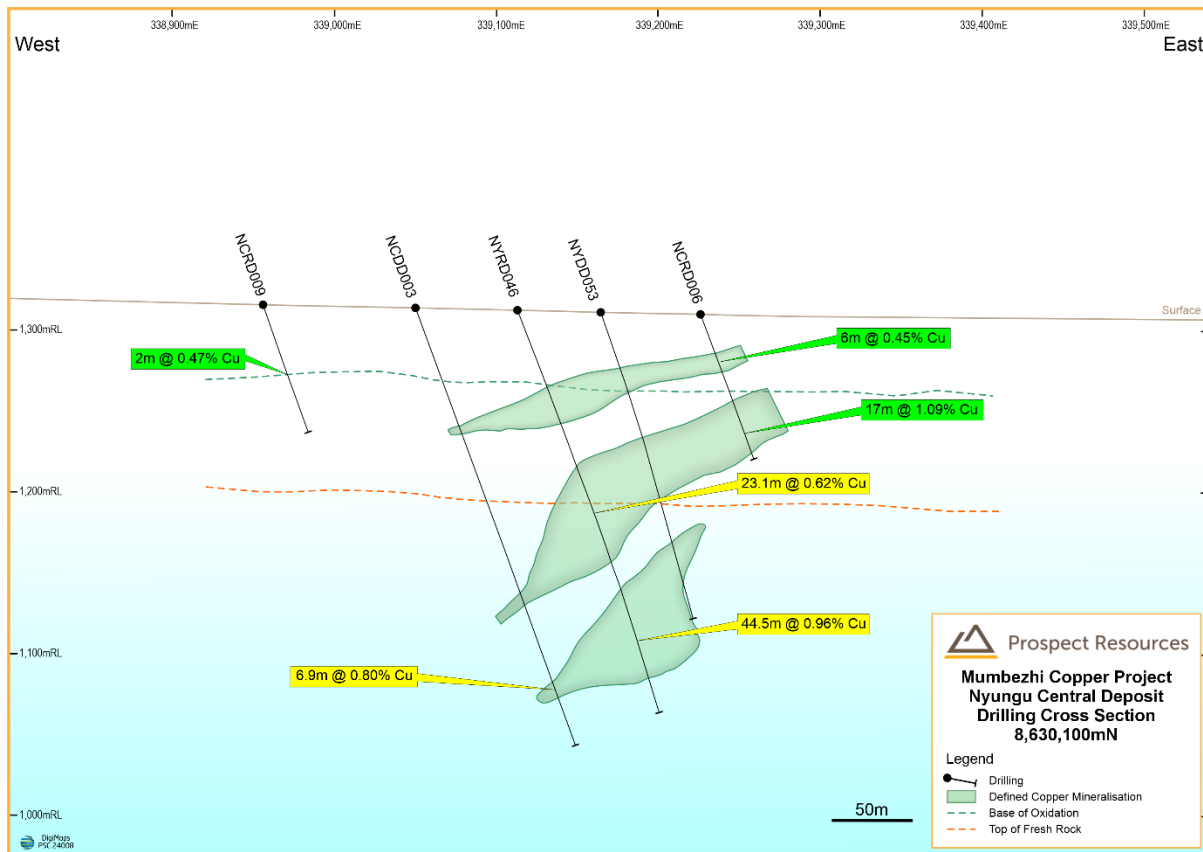 338,900mE 339,000mE 339,100mE 339,200mE 339,300mE 339,400mE 339,500mE
West
East
NCRD009
NCDD003
NYRD046
NYDD053
NCRD006
Surface
1,300mRL
2m @ 0.47% Cu
6m @ 0.45% Cu
17m @ 1.09% Cu
1,200mRL
23.1m @ 0.62% Cu
44.5m @ 0.96% Cu
1,100mRL
6.9m @ 0.80% Cu
1,000mRL
50m
Prospect Resources
Mumbezhi Copper Project
Nyungu Central Deposit
Drilling Cross Section
8,630,100mN
Legend
Drilling
Defined Copper Mineralisation
Base of Oxidation
Top of Fresh Rock
DigiMaps
PSC 24008